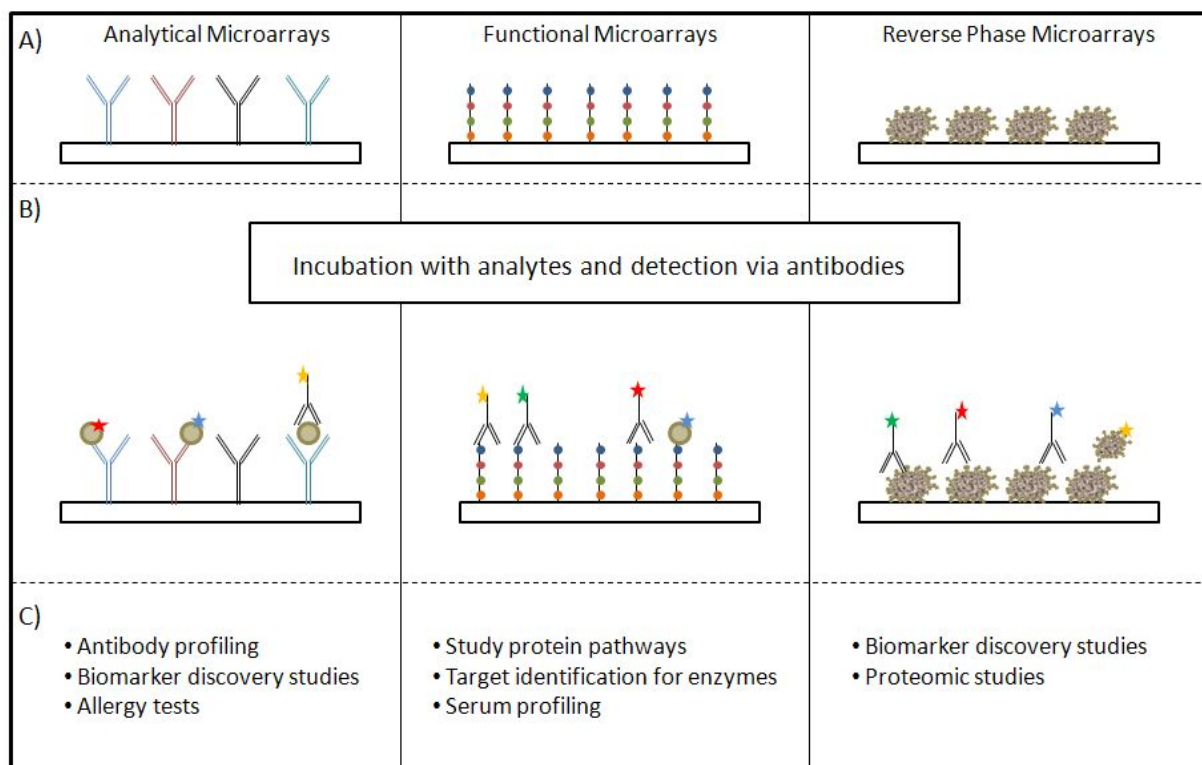 A)
Analytical Microarrays
Functional Microarrays
Reverse Phase Microarrays
B)
Incubation with analytes and detection via antibodies
C)
• Antibody profiling
• Biomarker discovery studies
• Allergy tests
• Study protein pathways
• Target identification for enzymes
• Serum profiling
• Biomarker discovery studies
• Proteomic studies